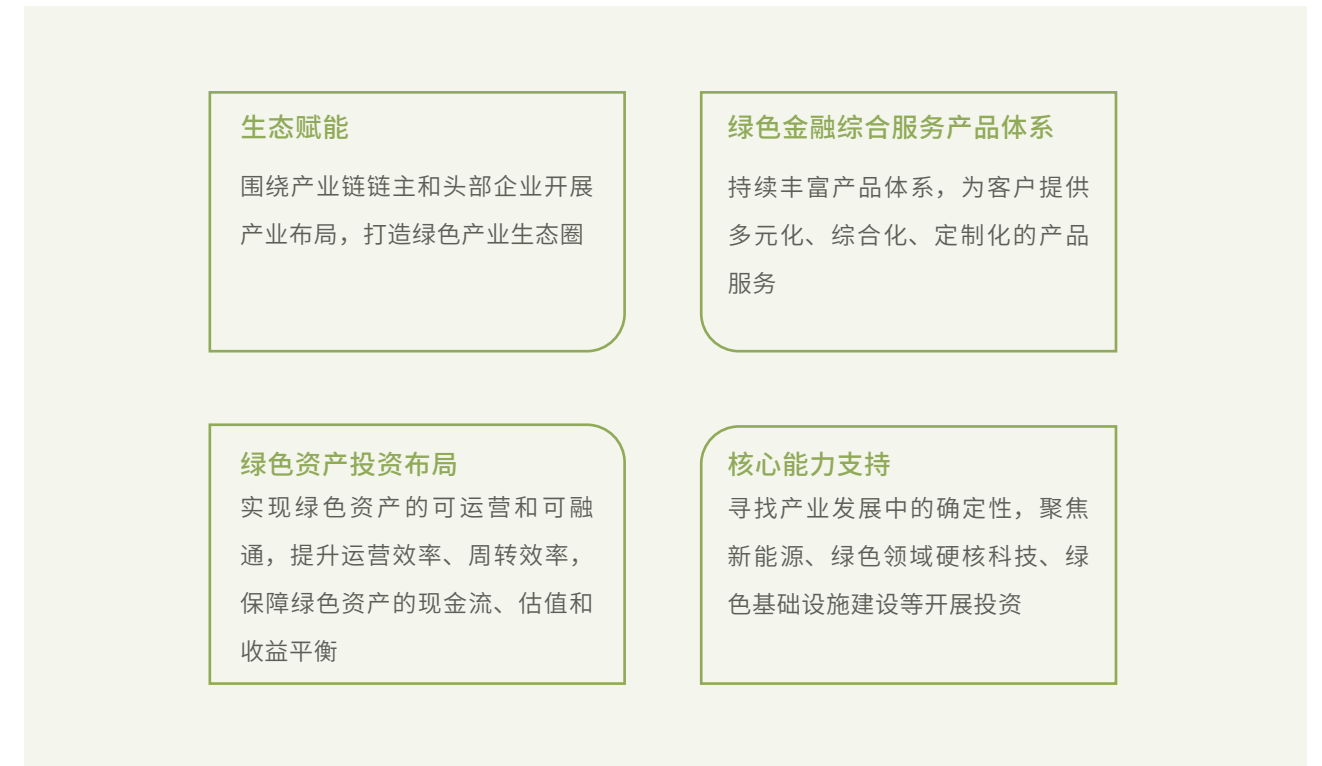 生态赋能
围绕产业链链主和头部企业开展
产业布局，打造绿色产业生态圈
绿色金融综合服务产品体系
持续丰富产品体系，为客户提供
多元化、综合化、定制化的产品
服务
绿色资产投资布局
实现绿色资产的可运营和可融
通，提升运营效率、周转效率，
保障绿色资产的现金流、估值和
收益平衡
核心能力支持
寻找产业发展中的确定性，聚焦
新能源、绿色领域硬核科技、绿
色基础设施建设等开展投资